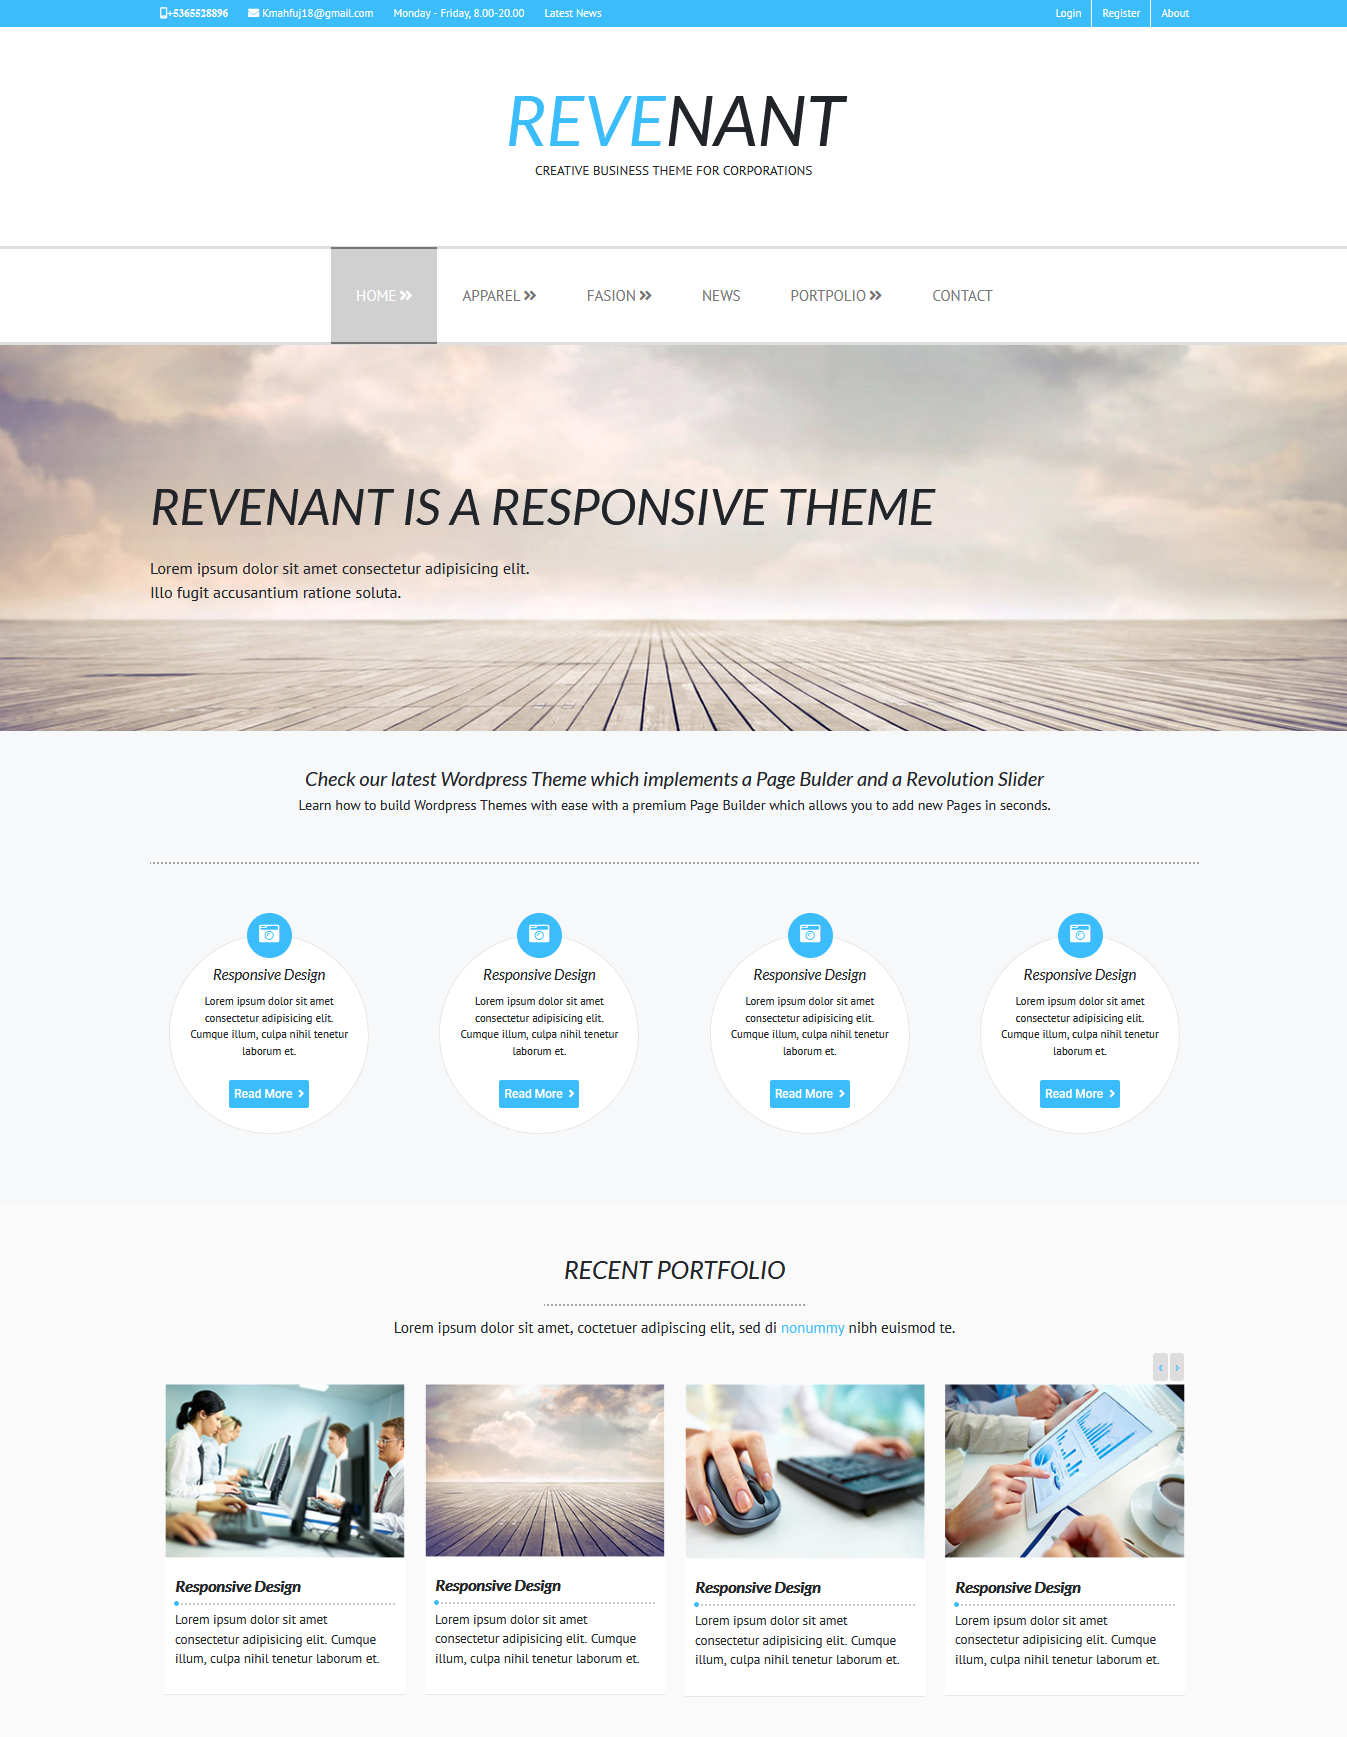 +5365528896 Kmahfuj18@gmail.com Monday - Friday, 8.00-20.00 Latest News Login Register About
REVENANT
CREATIVE BUSINESS THEME FOR CORPORATIONS
HOME APPAREL FASION NEWS PORTPOLIO CONTACT
REVENANT IS A RESPONSIVE THEME
Lorem ipsum dolor sit amet consectetur adipisicing elit.
Illo fugit accusantium ratione soluta.
Check our latest Wordpress Theme which implements a Page Bulder and a Revolution Slider
Learn how to build Wordpress Themes with ease with a premium Page Builder which allows you to add new Pages in seconds.
Responsive Design
Lorem ipsum dolor sit amet
consectetur adipisicing elit.
Cumque illum, culpa nihil tenetur
laborum et.
Read More
Responsive Design
Lorem ipsum dolor sit amet
consectetur adipisicing elit.
Cumque illum, culpa nihil tenetur
laborum et.
Read More
Responsive Design
Lorem ipsum dolor sit amet
consectetur adipisicing elit.
Cumque illum, culpa nihil tenetur
laborum et.
Read More
Responsive Design
Lorem ipsum dolor sit amet
consectetur adipisicing elit.
Cumque illum, culpa nihil tenetur
laborum et.
Read More
RECENT PORTFOLIO
Lorem ipsum dolor sit amet, coctetuer adipiscing elit, sed di nonummy nibh euismod te.
‹ ›
Responsive Design
Lorem ipsum dolor sit amet
consectetur adipisicing elit. Cumque
illum, culpa nihil tenetur laborum et.
Responsive Design
Lorem ipsum dolor sit amet
consectetur adipisicing elit. Cumque
illum, culpa nihil tenetur laborum et.
Responsive Design
Lorem ipsum dolor sit amet
consectetur adipisicing elit. Cumque
illum, culpa nihil tenetur laborum et.
Responsive Design
Lorem ipsum dolor sit amet
consectetur adipisicing elit. Cumque
illum, culpa nihil tenetur laborum et.